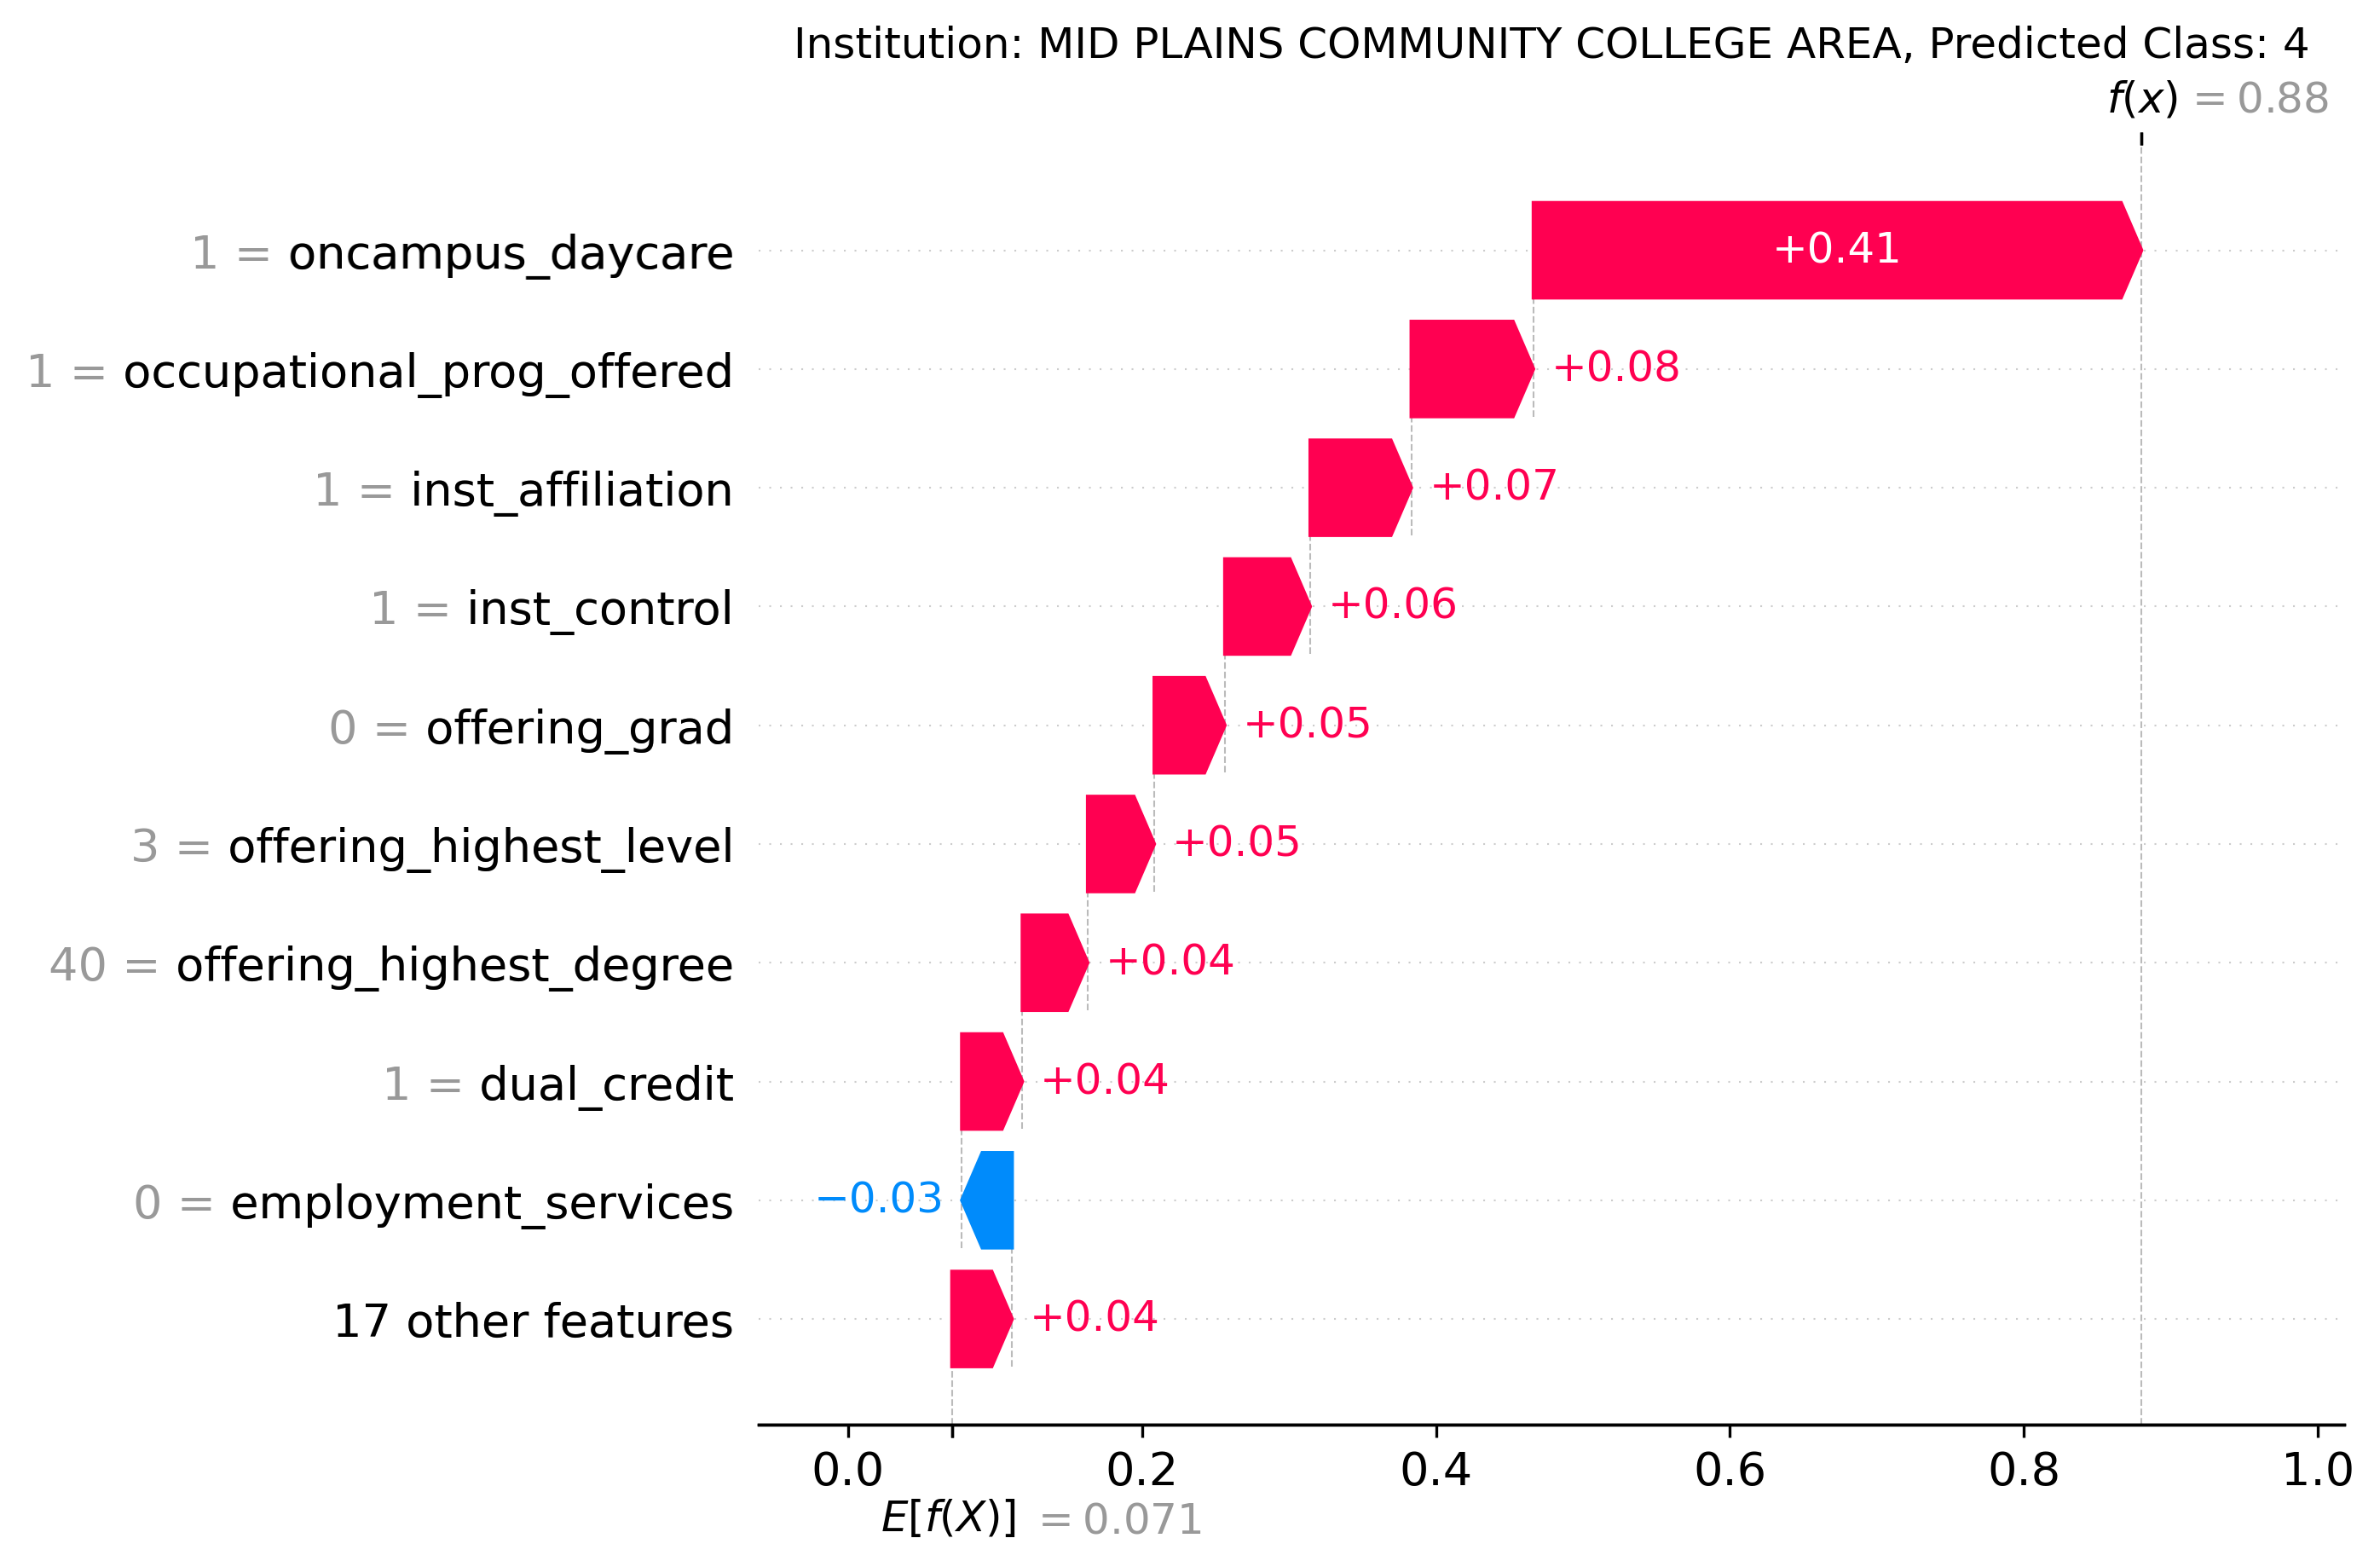 Institution: MID PLAINS COMMUNITY COLLEGE AREA, Predicted Class: 4
f(x) = 0.88
1 = oncampus_daycare +0.41
1 = occupational_prog_offered +0.08
1 = inst_affiliation +0.07
1 = inst_control +0.06
0 = offering_grad +0.05
3 = offering_highest_level +0.05
40 = offering_highest_degree +0.04
1 = dual_credit +0.04
0 = employment_services −0.03
17 other features +0.04
0.0 0.2 0.4 0.6 0.8 1.0
E[f(X)] = 0.071